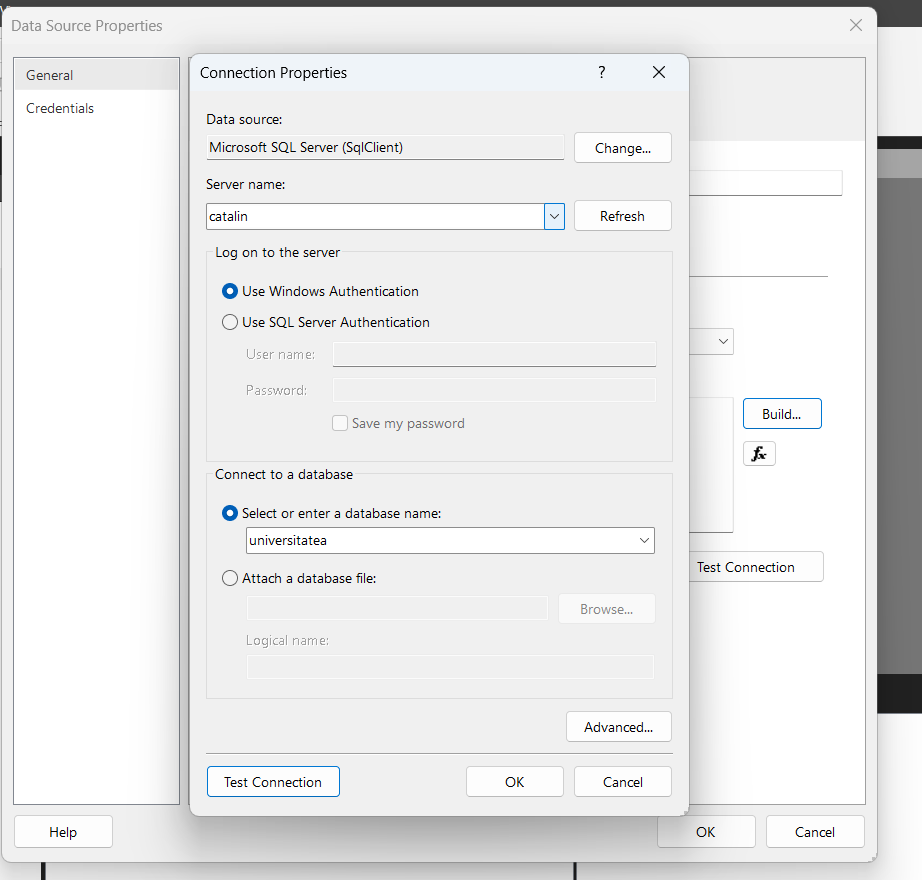 Data Source Properties
General
Credentials
Connection Properties
?
Data source:
Microsoft SQL Server (SqlClient)
Change...
Server name:
catalin
Refresh
Log on to the server
Use Windows Authentication
Use SQL Server Authentication
User name:
Password:
Save my password
Connect to a database
Select or enter a database name:
universitatea
Attach a database file:
Browse...
Logical name:
Advanced...
Test Connection
OK
Cancel
Build...
fx
Test Connection
Help
OK
Cancel